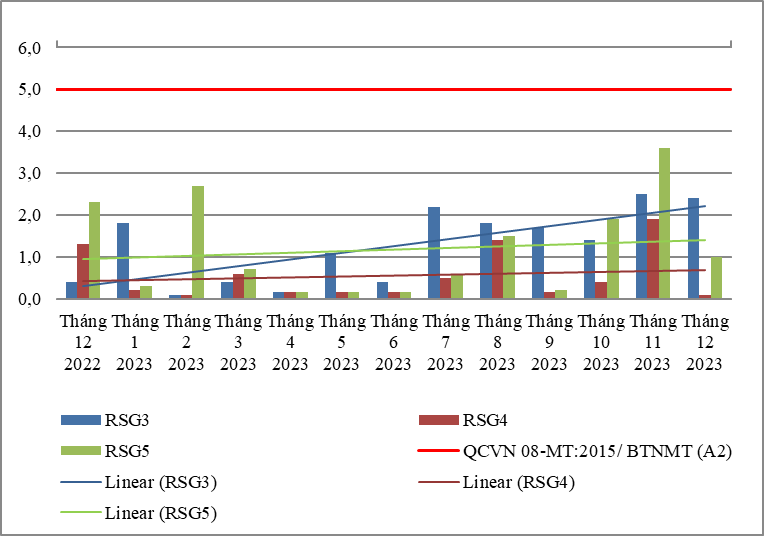 6,0
5,0
4,0
3,0
2,0
1,0
0,0
Tháng Tháng Tháng Tháng Tháng Tháng Tháng Tháng Tháng Tháng Tháng Tháng Tháng
12 1 2 3 4 5 6 7 8 9 10 11 12
2022 2023 2023 2023 2023 2023 2023 2023 2023 2023 2023 2023 2023
RSG3 RSG4
RSG5 QCVN 08-MT:2015/ BTNMT (A2)
Linear (RSG3) Linear (RSG4)
Linear (RSG5)